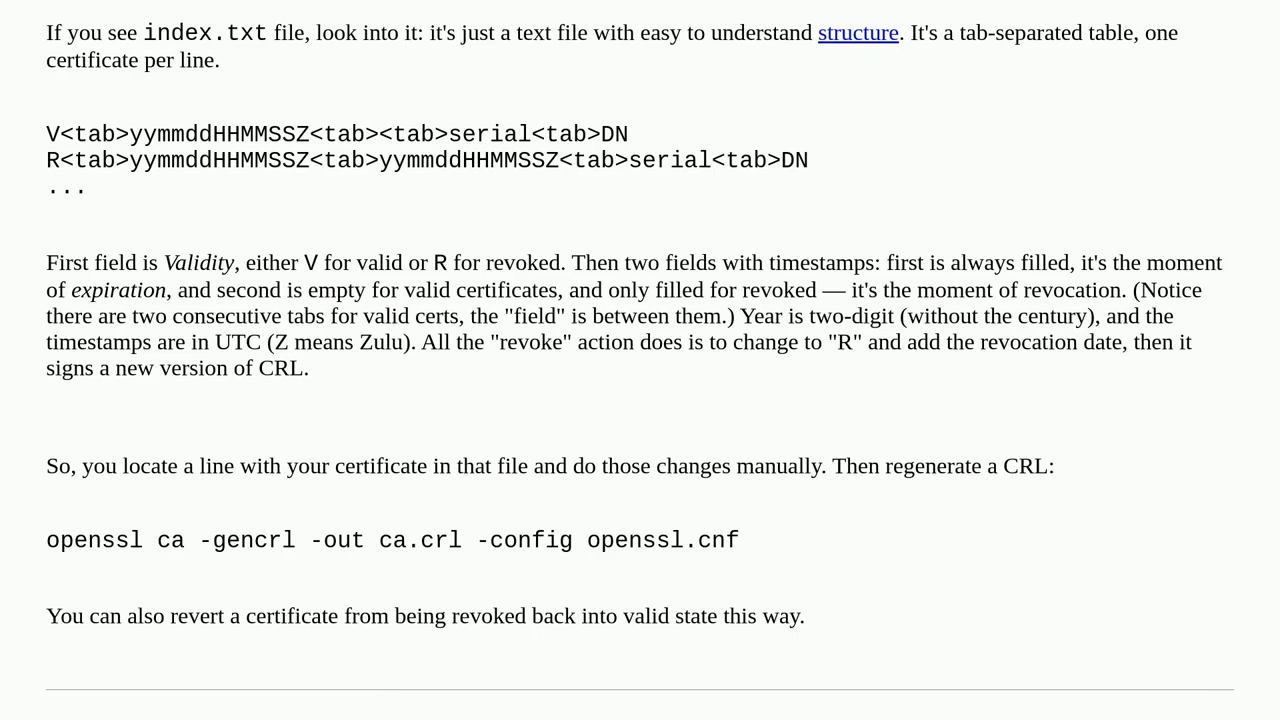 If you see index.txt file, look into it: it's just a text file with easy to understand structure. It's a tab-separated table, one
certificate per line.
V<tab>yymmddHHMMSSZ<tab><tab>serial<tab>DN
R<tab>yymmddHHMMSSZ<tab>yymmddHHMMSSZ<tab>serial<tab>DN
...
First field is Validity, either V for valid or R for revoked. Then two fields with timestamps: first is always filled, it's the moment
of expiration, and second is empty for valid certificates, and only filled for revoked — it's the moment of revocation. (Notice
there are two consecutive tabs for valid certs, the "field" is between them.) Year is two-digit (without the century), and the
timestamps are in UTC (Z means Zulu). All the "revoke" action does is to change to "R" and add the revocation date, then it
signs a new version of CRL.
So, you locate a line with your certificate in that file and do those changes manually. Then regenerate a CRL:
openssl ca -gencrl -out ca.crl -config openssl.cnf
You can also revert a certificate from being revoked back into valid state this way.